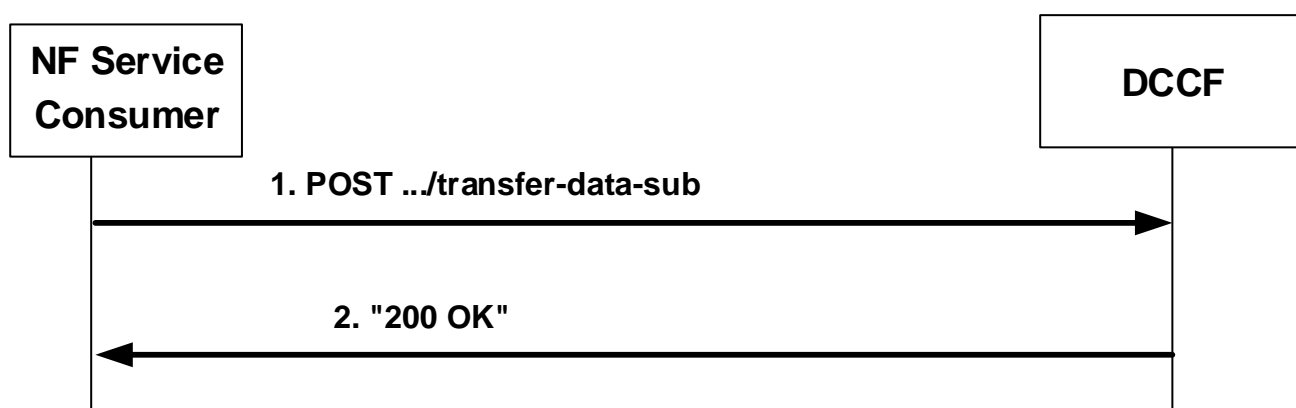 NF Service
Consumer
DCCF
1. POST .../transfer-data-sub
2. "200 OK"